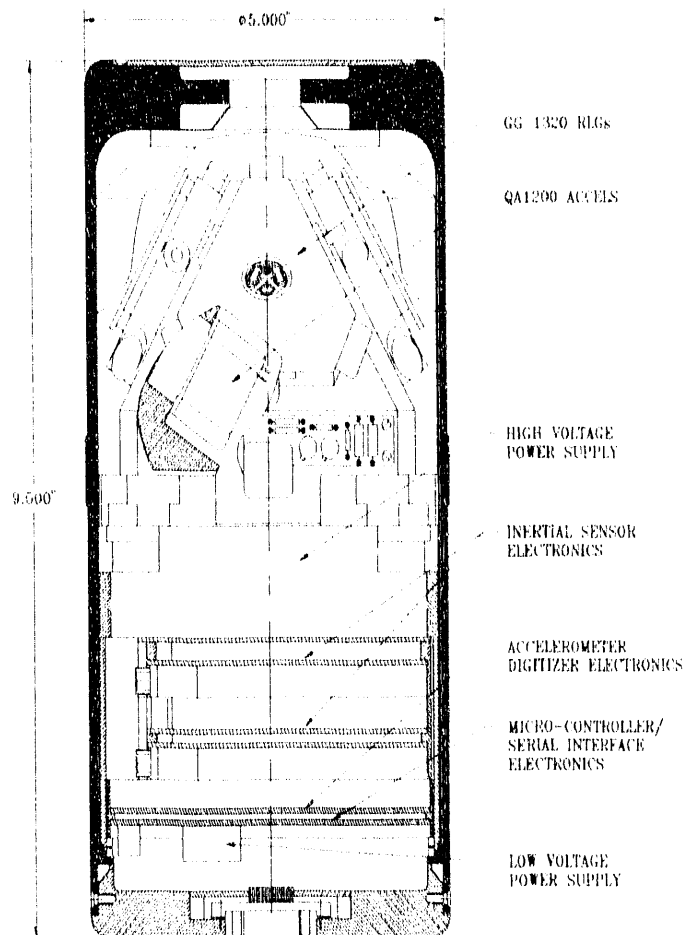 ø5.000"
GG 1320 RLGs
QA1200 ACCELS
HIGH VOLTAGE
POWER SUPPLY
9.500"
INERTIAL SENSOR
ELECTRONICS
ACCELEROMETER
DIGITIZER ELECTRONICS
MICRO-CONTROLLER/
SERIAL INTERFACE
ELECTRONICS
LOW VOLTAGE
POWER SUPPLY